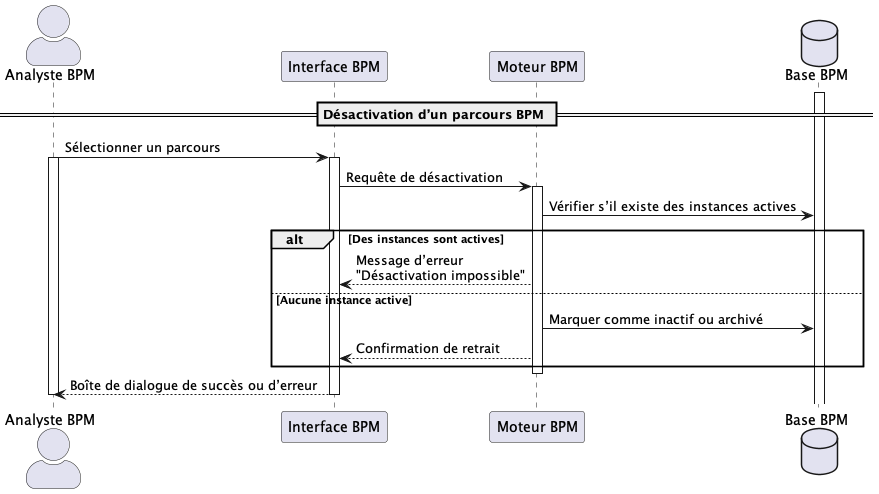 Analyste BPM
Interface BPM
Moteur BPM
Base BPM
Désactivation d'un parcours BPM
Sélectionner un parcours
Requête de désactivation
Vérifier s'il existe des instances actives
alt
[Des instances sont actives]
Message d'erreur
"Désactivation impossible"
[Aucune instance active]
Marquer comme inactif ou archivé
Confirmation de retrait
Boîte de dialogue de succès ou d'erreur
Analyste BPM
Interface BPM
Moteur BPM
Base BPM